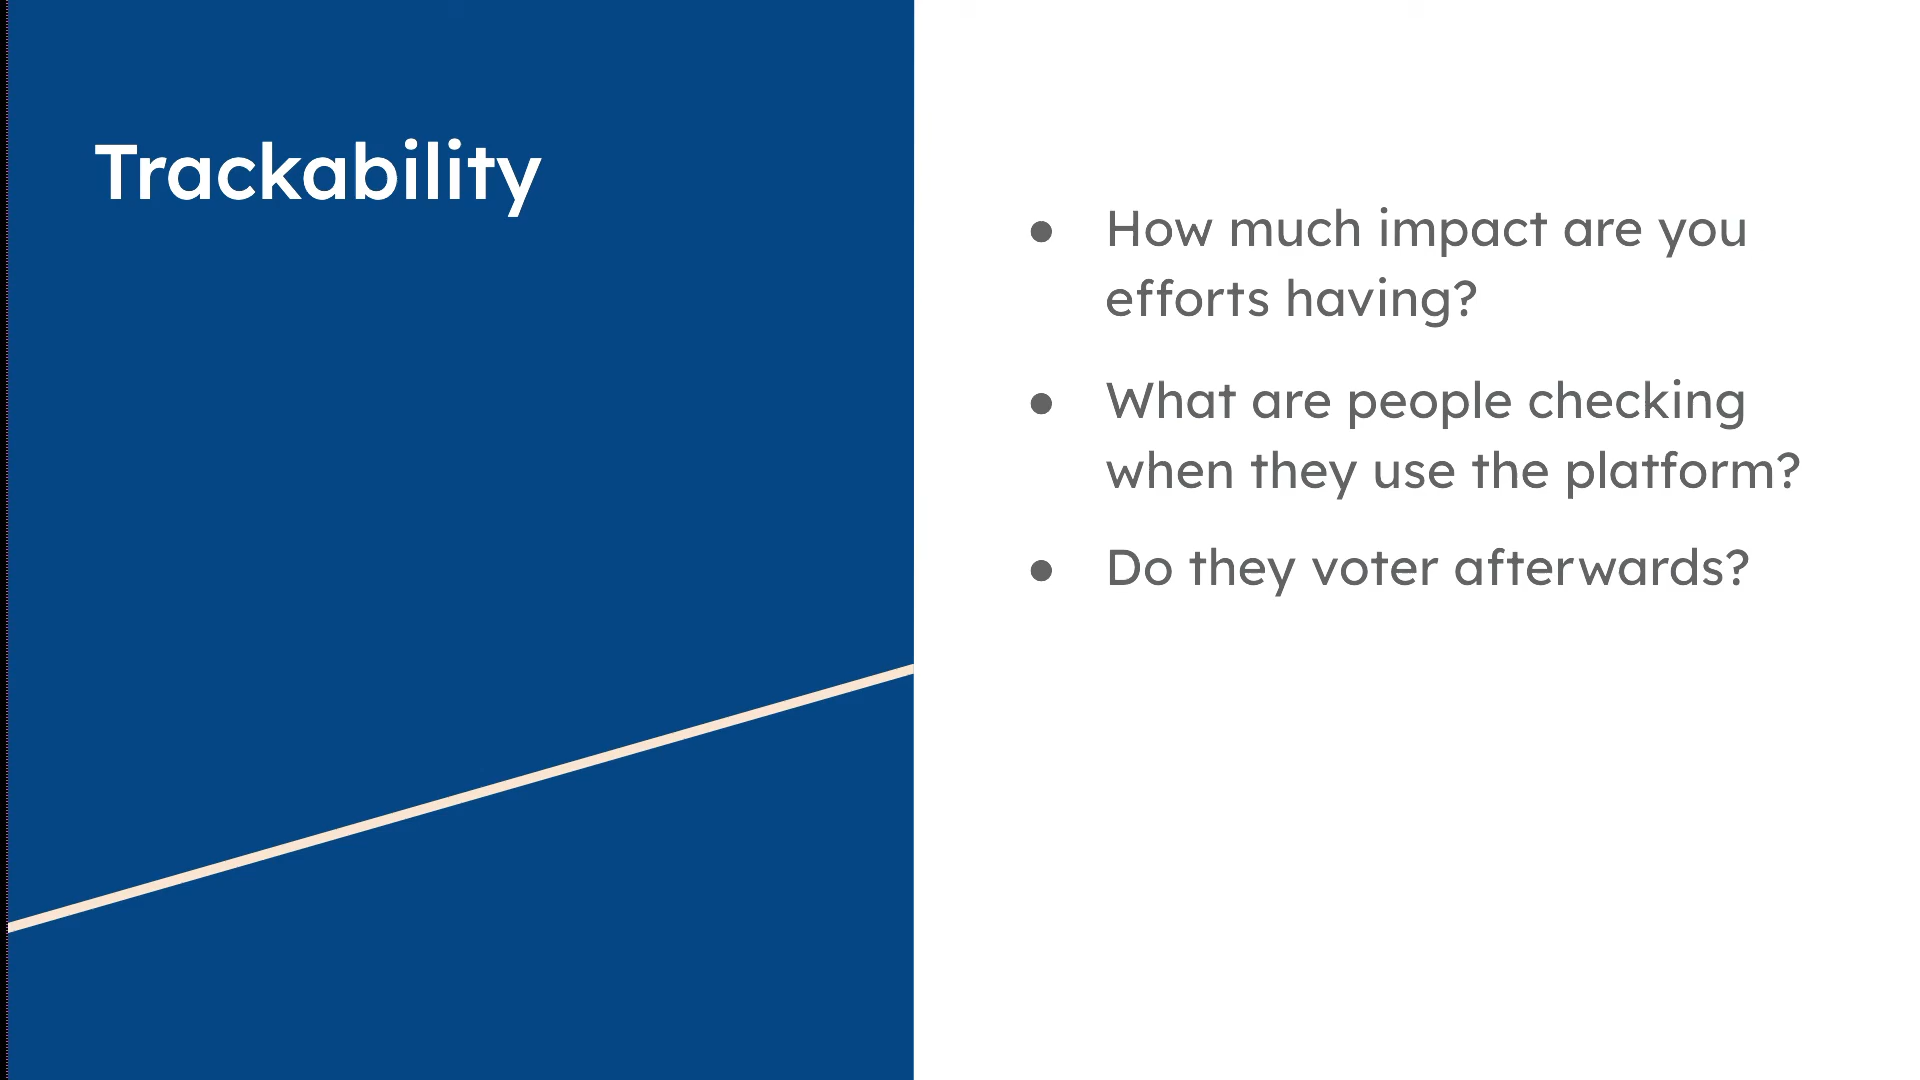 Trackability
● How much impact are you
efforts having?
● What are people checking
when they use the platform?
● Do they voter afterwards?